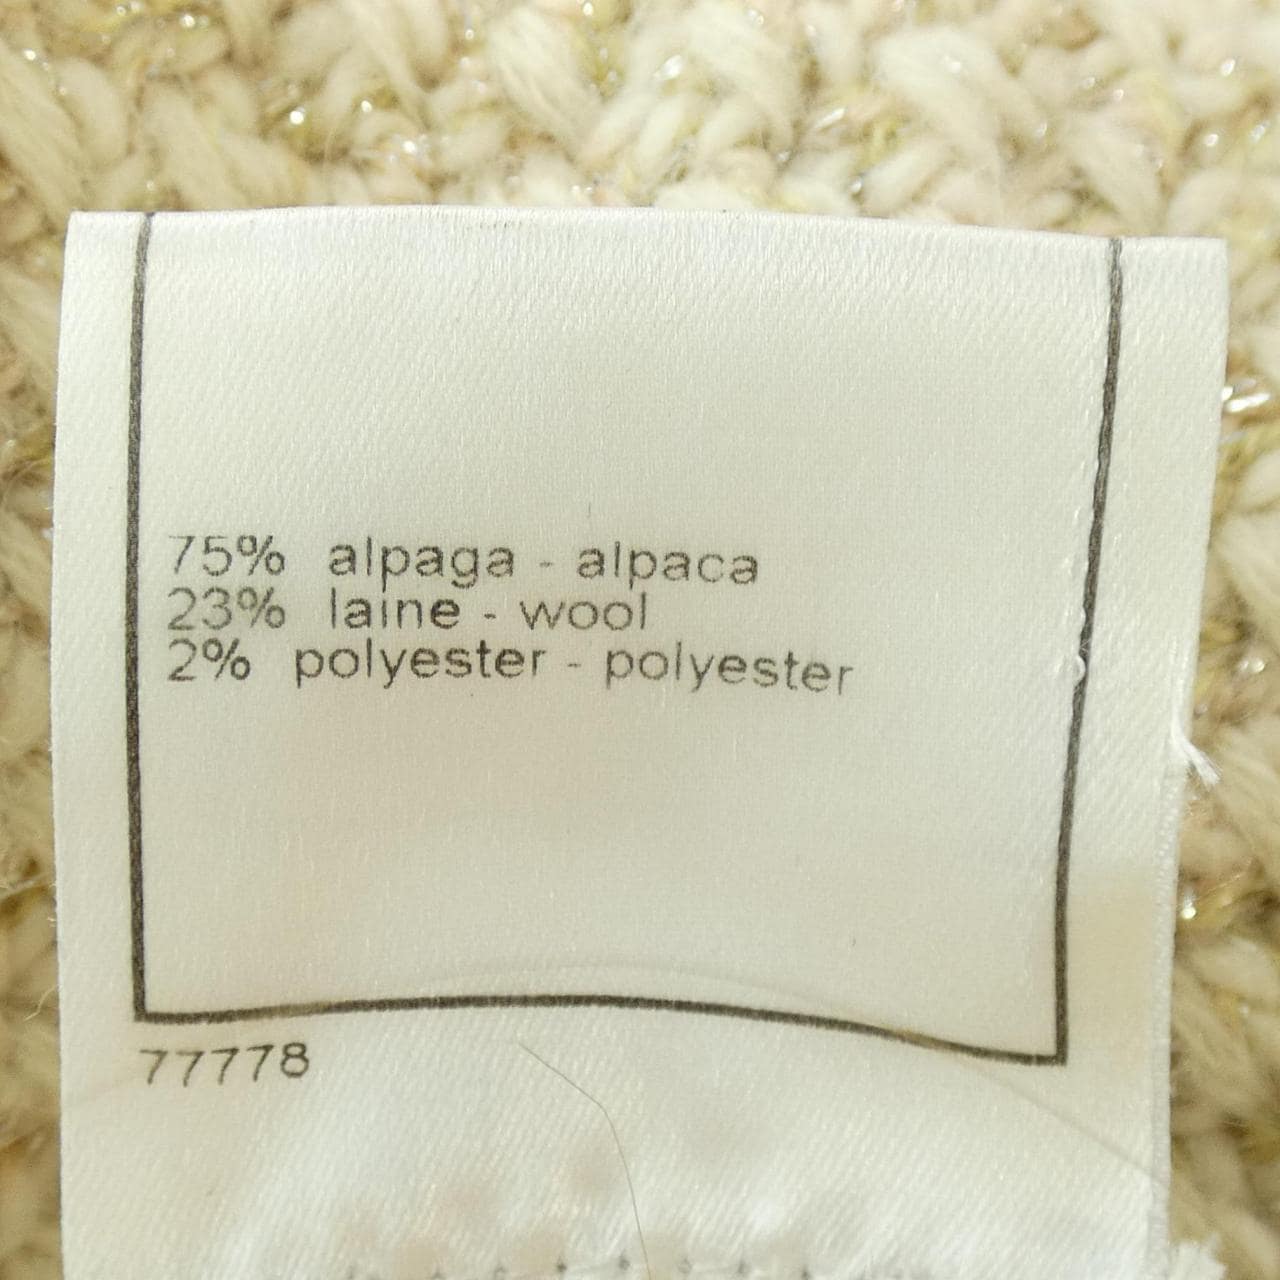 75% alpaga - alpaca
23% laine - wool
2% polyester - polyester
77778